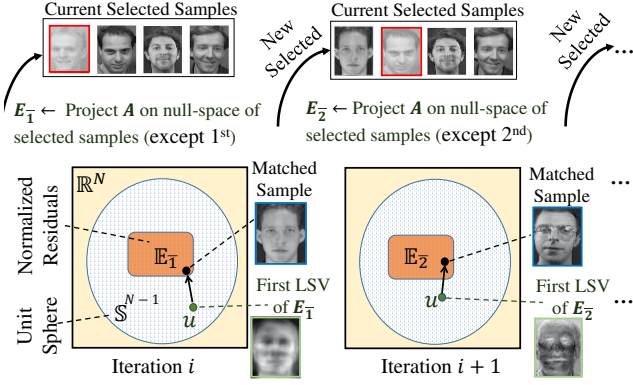 Current Selected Samples
Current Selected Samples
New Selected
New Selected
...
E_1̄ ← Project A on null-space of
selected samples (except 1st)
E_2̄ ← Project A on null-space of
selected samples (except 2nd)
Normalized Residuals
Unit Sphere
ℝ^N
𝔼_1̄
𝕊^{N−1}
u
Matched
Sample
First LSV
of E_1̄
Iteration i
𝔼_2̄
u
Matched
Sample
First LSV
of E_2̄
Iteration i + 1
...
...